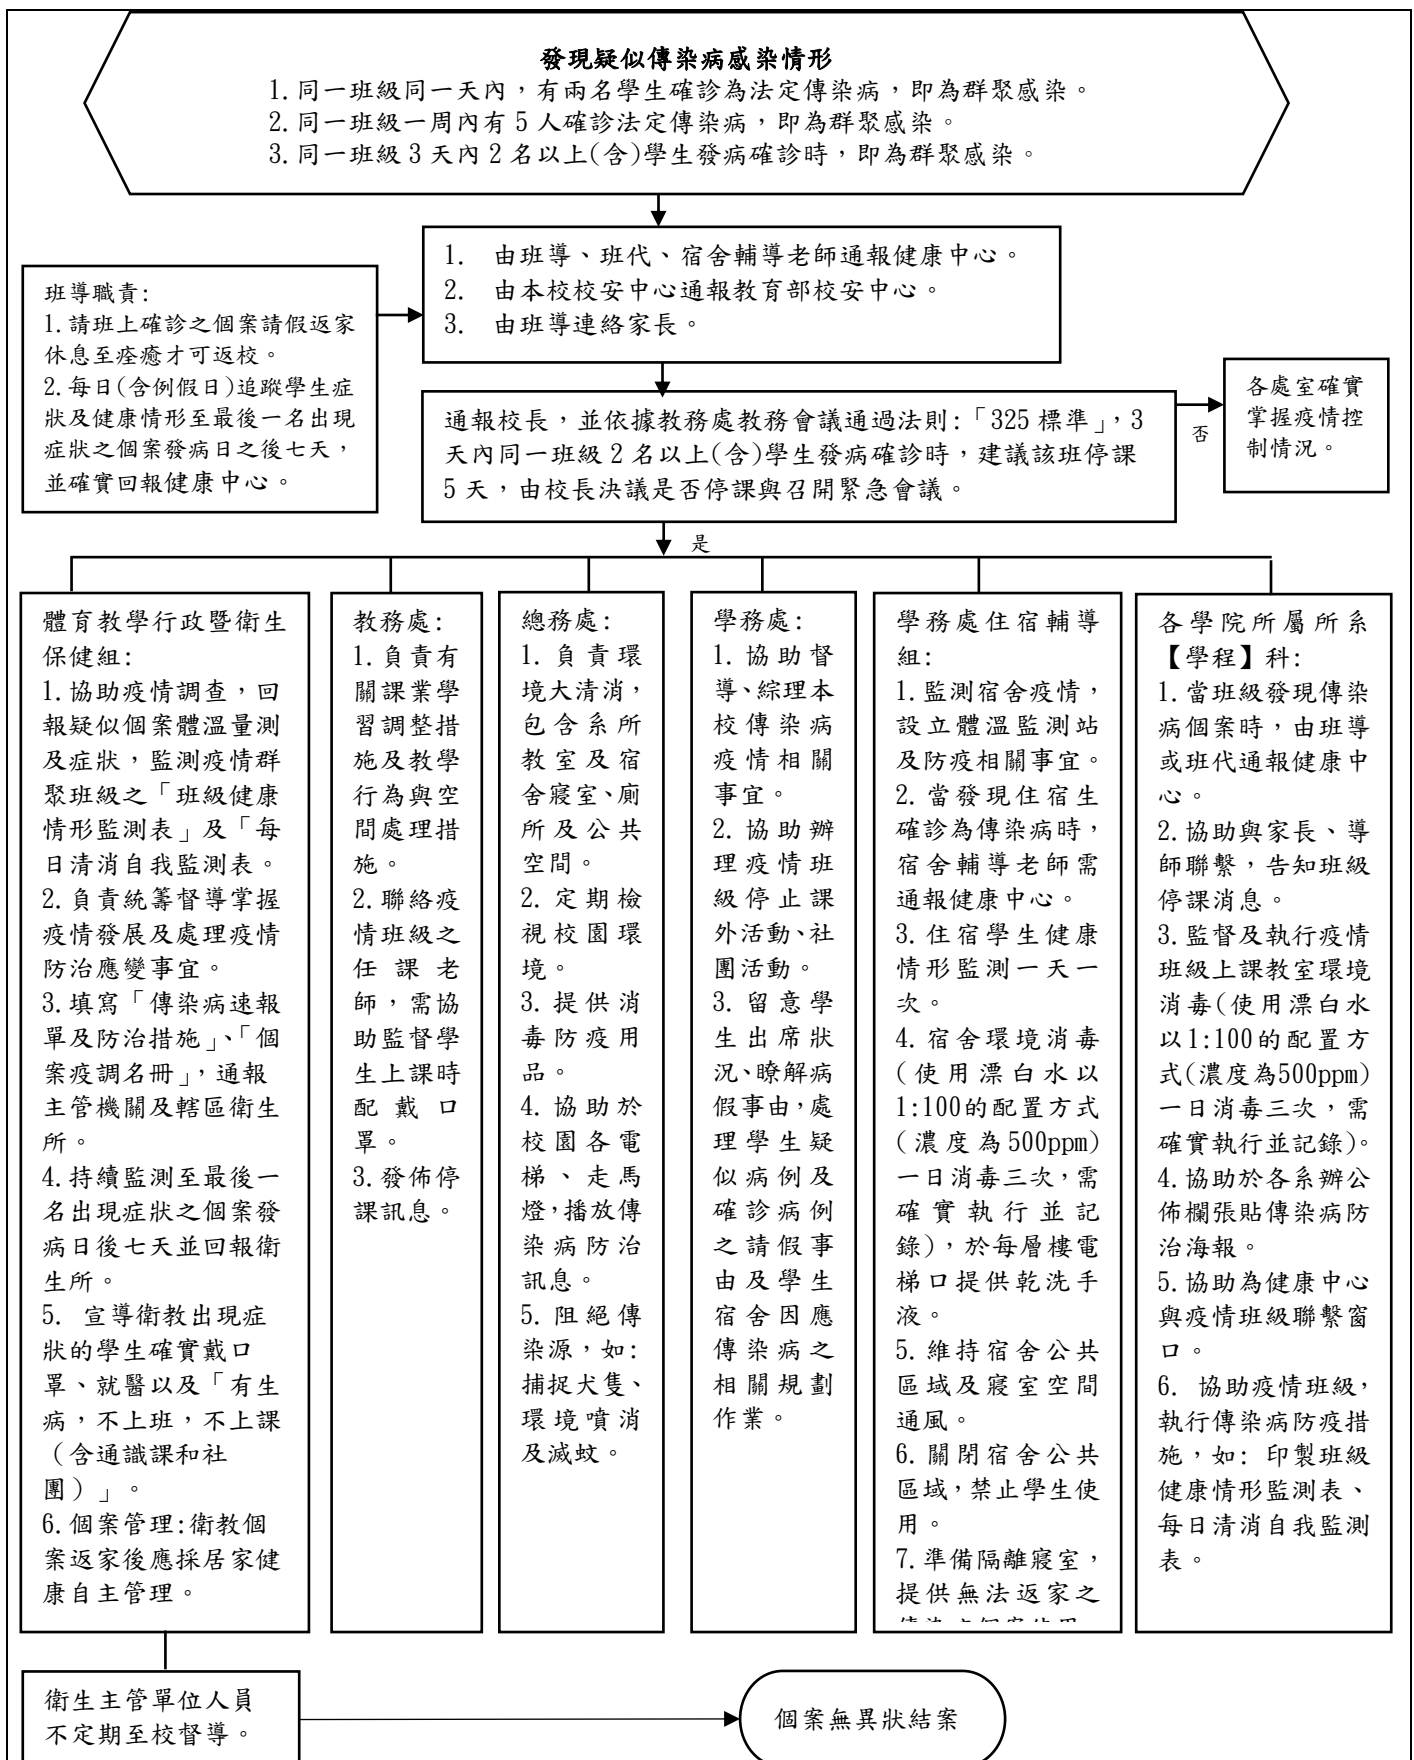 發現疑似傳染病感染情形
1.同一班級同一天內，有兩名學生確診為法定傳染病，即為群聚感染。
2.同一班級一周內有5人確診法定傳染病，即為群聚感染。
3.同一班級3天內2名以上(含)學生發病確診時，即為群聚感染。
1. 由班導、班代、宿舍輔導老師通報健康中心。
2. 由本校校安中心通報教育部校安中心。
3. 由班導連絡家長。
班導職責:
1.請班上確診之個案請假返家
休息至痊癒才可返校。
2.每日(含例假日)追蹤學生症
狀及健康情形至最後一名出現
症狀之個案發病日之後七天，
並確實回報健康中心。
通報校長，並依據教務處教務會議通過法則:「325標準」，3
天內同一班級2名以上(含)學生發病確診時，建議該班停課
5天，由校長決議是否停課與召開緊急會議。
否
各處室確實
掌握疫情控
制情況。
是
體育教學行政暨衛生
保健組:
1.協助疫情調查，回
報疑似個案體溫量測
及症狀，監測疫情群
聚班級之「班級健康
情形監測表」及「每
日清消自我監測表。
2.負責統籌督導掌握
疫情發展及處理疫情
防治應變事宜。
3.填寫「傳染病速報
單及防治措施」、「個
案疫調名冊」，通報
主管機關及轄區衛生
所。
4.持續監測至最後一
名出現症狀之個案發
病日後七天並回報衛
生所。
5. 宣導衛教出現症
狀的學生確實戴口
罩、就醫以及「有生
病，不上班，不上課
（含通識課和社
團）」。
6.個案管理:衛教個
案返家後應採居家健
康自主管理。
教務處:
1.負責有
關課業學
習調整措
施及教學
行為與空
間處理措
施。
2.聯絡疫
情班級之
任課老
師，需協
助監督學
生上課時
配戴口
罩。
3.發佈停
課訊息。
總務處:
1.負責環
境大清消，
包含系所
教室及宿
舍寢室、廁
所及公共
空間。
2.定期檢
視校園環
境。
3.提供消
毒防疫用
品。
4.協助於
校園各電
梯、走馬
燈，播放傳
染病防治
訊息。
5.阻絕傳
染源，如:
捕捉犬隻、
環境噴消
及滅蚊。
學務處:
1.協助督
導、綜理本
校傳染病
疫情相關
事宜。
2.協助辦
理疫情班
級停止課
外活動、社
團活動。
3.留意學
生出席狀
況、瞭解病
假事由，處
理學生疑
似病例及
確診病例
之請假事
由及學生
宿舍因應
傳染病之
相關規劃
作業。
學務處住宿輔導
組:
1.監測宿舍疫情，
設立體溫監測站
及防疫相關事宜。
2.當發現住宿生
確診為傳染病時，
宿舍輔導老師需
通報健康中心。
3.住宿學生健康
情形監測一天一
次。
4.宿舍環境消毒
(使用漂白水以
1:100的配置方式
(濃度為500ppm)
一日消毒三次，需
確實執行並記
錄)，於每層樓電
梯口提供乾洗手
液。
5.維持宿舍公共
區域及寢室空間
通風。
6.關閉宿舍公共
區域，禁止學生使
用。
7.準備隔離寢室，
提供無法返家之
各學院所屬所系
【學程】科:
1.當班級發現傳染
病個案時，由班導
或班代通報健康中
心。
2.協助與家長、導
師聯繫，告知班級
停課消息。
3.監督及執行疫情
班級上課教室環境
消毒(使用漂白水
以1:100的配置方
式(濃度為500ppm)
一日消毒三次，需
確實執行並記錄)。
4.協助於各系辦公
佈欄張貼傳染病防
治海報。
5.協助為健康中心
與疫情班級聯繫窗
口。
6. 協助疫情班級，
執行傳染病防疫措
施，如: 印製班級
健康情形監測表、
每日清消自我監測
表。
衛生主管單位人員
不定期至校督導。
個案無異狀結案